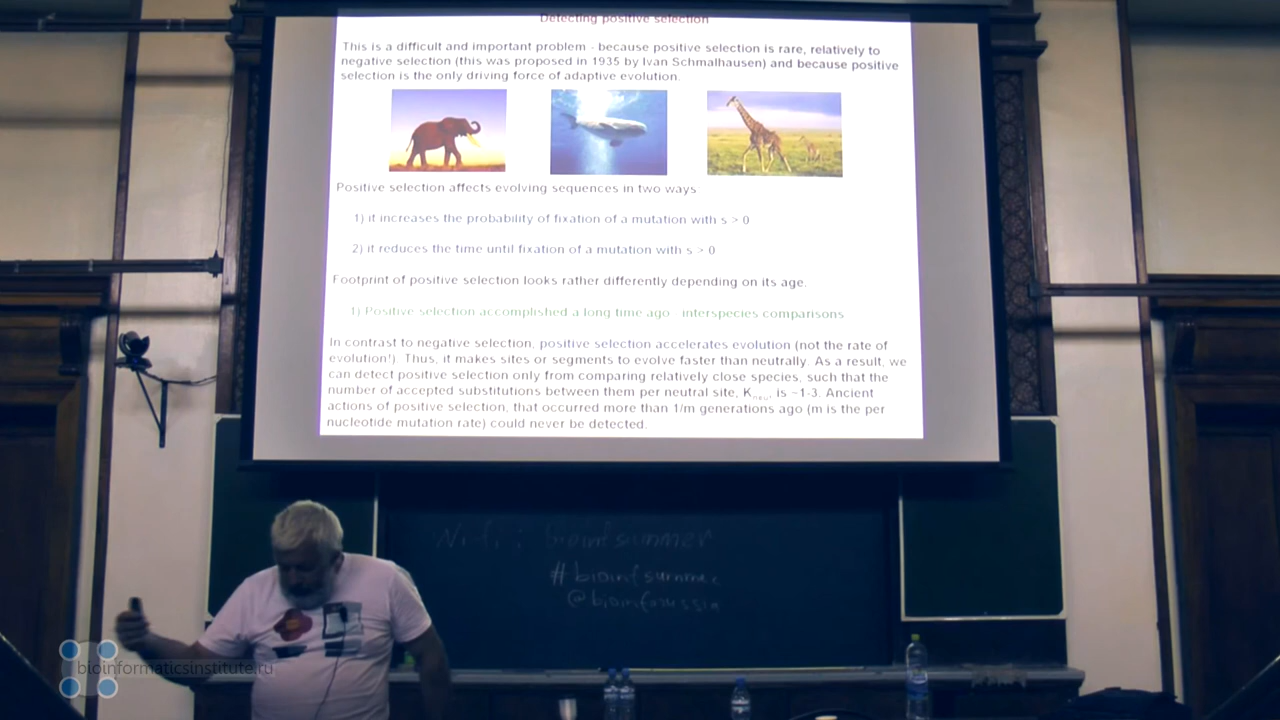 Detecting positive selection
This is a difficult and important problem - because positive selection is rare, relatively to
negative selection (this was proposed in 1935 by Ivan Schmalhausen) and because positive
selection is the only driving force of adaptive evolution.
Positive selection affects evolving sequences in two ways
1) it increases the probability of fixation of a mutation with s > 0
2) it reduces the time until fixation of a mutation with s > 0
Footprint of positive selection looks rather differently depending on its age.
1) Positive selection accomplished a long time ago - interspecies comparisons
In contrast to negative selection, positive selection accelerates evolution (not the rate of
evolution!). Thus, it makes sites or segments to evolve faster than neutrally. As a result, we
can detect positive selection only from comparing relatively close species, such that the
number of accepted substitutions between them per neutral site, Kneut is ~1-3. Ancient
actions of positive selection, that occurred more than 1/m generations ago (m is the per
nucleotide mutation rate) could never be detected.
bioinfsummer
#bioinfsummer
@bioinforussia
bioinformaticsinstitute.ru